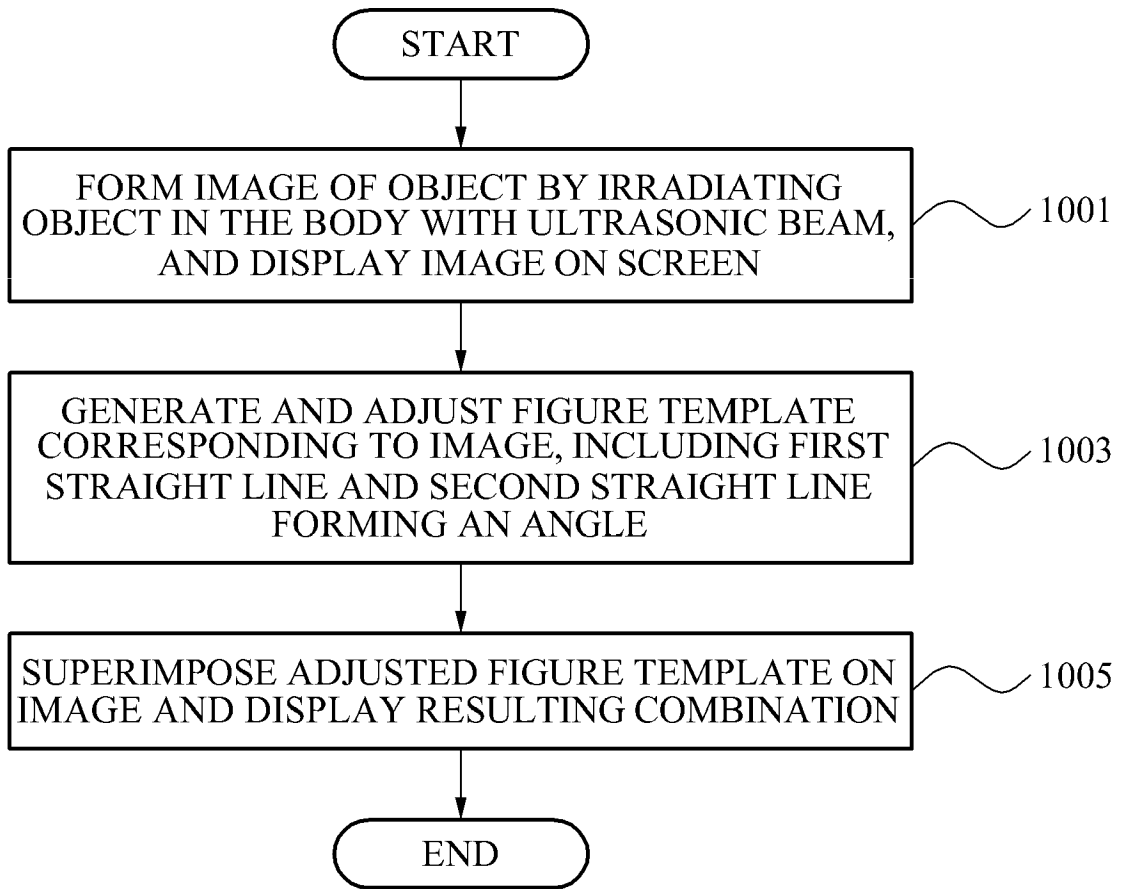 START
FORM IMAGE OF OBJECT BY IRRADIATING
OBJECT IN THE BODY WITH ULTRASONIC BEAM,
AND DISPLAY IMAGE ON SCREEN
1001
GENERATE AND ADJUST FIGURE TEMPLATE
CORRESPONDING TO IMAGE, INCLUDING FIRST
STRAIGHT LINE AND SECOND STRAIGHT LINE
FORMING AN ANGLE
1003
SUPERIMPOSE ADJUSTED FIGURE TEMPLATE ON
IMAGE AND DISPLAY RESULTING COMBINATION
1005
END